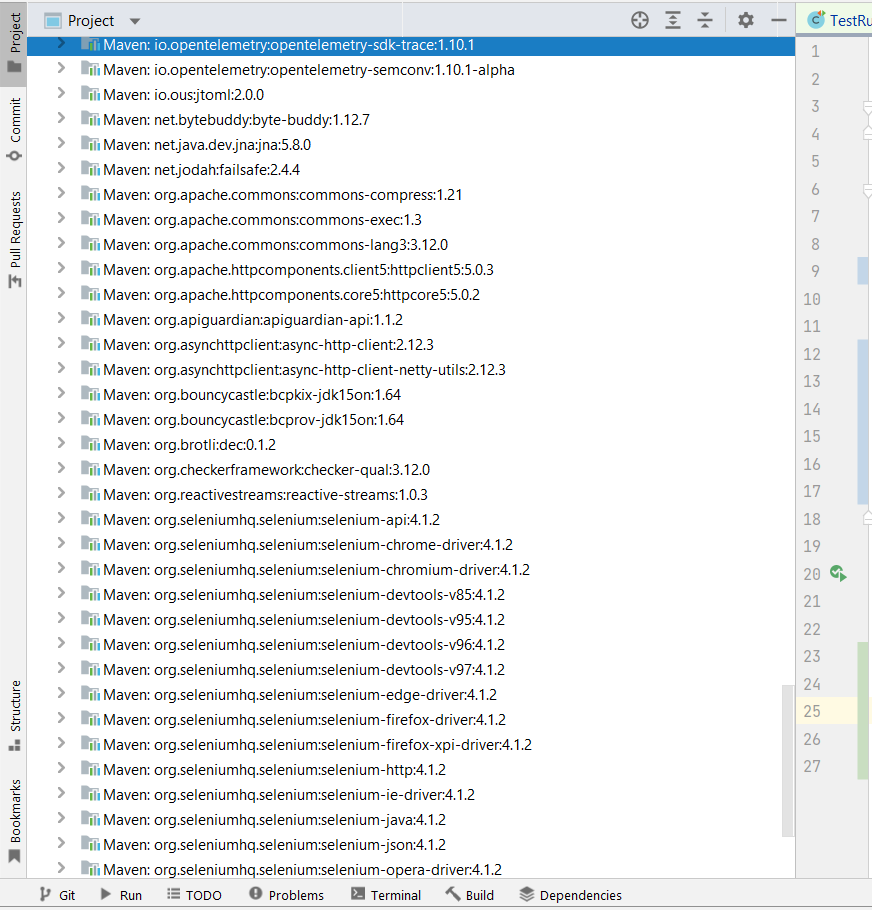 Project
Project
TestRu
Commit
Pull Requests
Structure
Bookmarks
Maven: io.opentelemetry:opentelemetry-sdk-trace:1.10.1
Maven: io.opentelemetry:opentelemetry-semconv:1.10.1-alpha
Maven: io.ous:jtoml:2.0.0
Maven: net.bytebuddy:byte-buddy:1.12.7
Maven: net.java.dev.jna:jna:5.8.0
Maven: net.jodah:failsafe:2.4.4
Maven: org.apache.commons:commons-compress:1.21
Maven: org.apache.commons:commons-exec:1.3
Maven: org.apache.commons:commons-lang3:3.12.0
Maven: org.apache.httpcomponents.client5:httpclient5:5.0.3
Maven: org.apache.httpcomponents.core5:httpcore5:5.0.2
Maven: org.apiguardian:apiguardian-api:1.1.2
Maven: org.asynchttpclient:async-http-client:2.12.3
Maven: org.asynchttpclient:async-http-client-netty-utils:2.12.3
Maven: org.bouncycastle:bcpkix-jdk15on:1.64
Maven: org.bouncycastle:bcprov-jdk15on:1.64
Maven: org.brotli:dec:0.1.2
Maven: org.checkerframework:checker-qual:3.12.0
Maven: org.reactivestreams:reactive-streams:1.0.3
Maven: org.seleniumhq.selenium:selenium-api:4.1.2
Maven: org.seleniumhq.selenium:selenium-chrome-driver:4.1.2
Maven: org.seleniumhq.selenium:selenium-chromium-driver:4.1.2
Maven: org.seleniumhq.selenium:selenium-devtools-v85:4.1.2
Maven: org.seleniumhq.selenium:selenium-devtools-v95:4.1.2
Maven: org.seleniumhq.selenium:selenium-devtools-v96:4.1.2
Maven: org.seleniumhq.selenium:selenium-devtools-v97:4.1.2
Maven: org.seleniumhq.selenium:selenium-edge-driver:4.1.2
Maven: org.seleniumhq.selenium:selenium-firefox-driver:4.1.2
Maven: org.seleniumhq.selenium:selenium-firefox-xpi-driver:4.1.2
Maven: org.seleniumhq.selenium:selenium-http:4.1.2
Maven: org.seleniumhq.selenium:selenium-ie-driver:4.1.2
Maven: org.seleniumhq.selenium:selenium-java:4.1.2
Maven: org.seleniumhq.selenium:selenium-json:4.1.2
Maven: org.seleniumhq.selenium:selenium-opera-driver:4.1.2
1
2
3
4
5
6
7
8
9
10
11
12
13
14
15
16
17
18
19
20
21
22
23
24
25
26
27
Git Run TODO Problems Terminal Build Dependencies